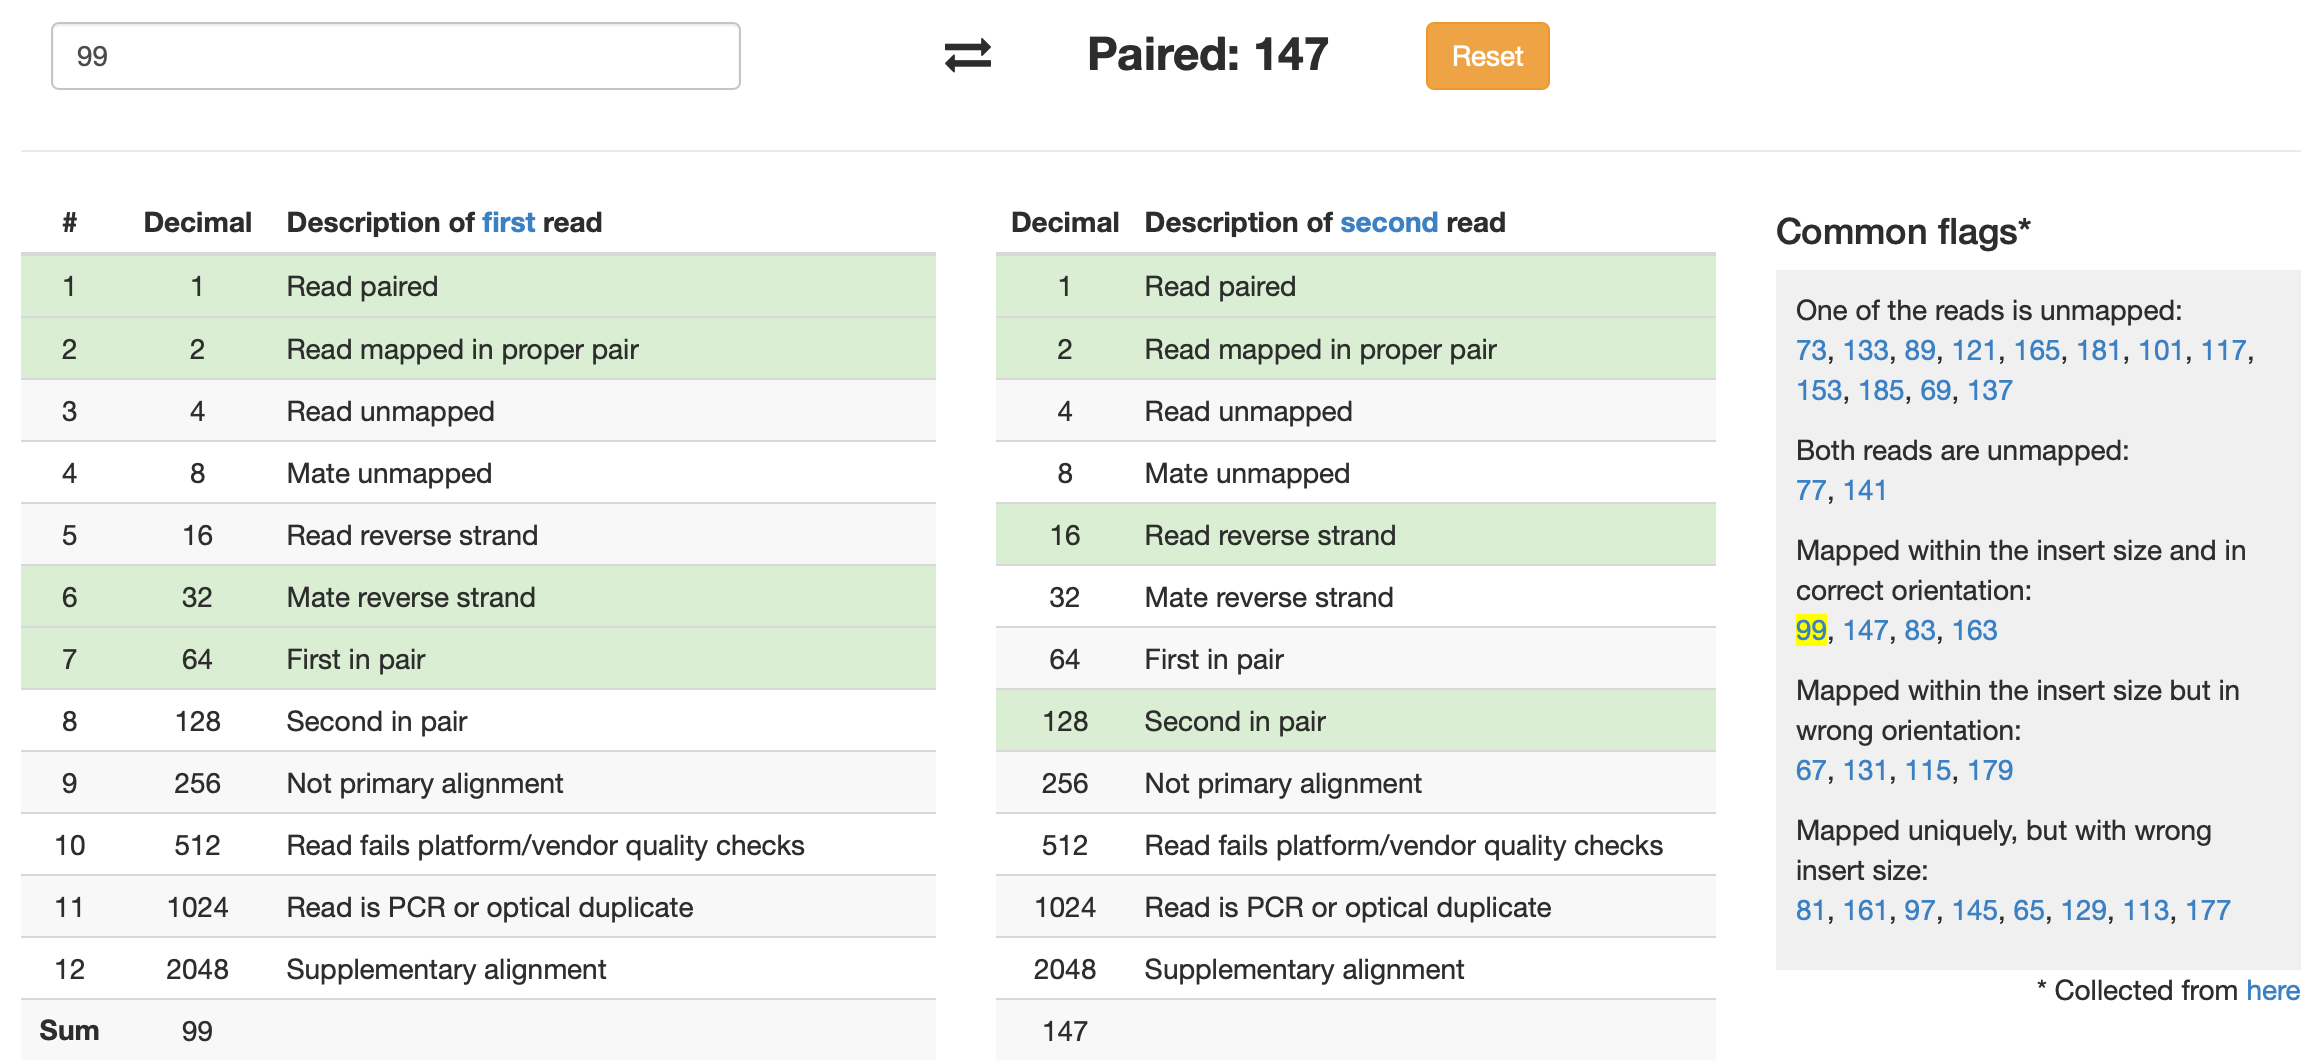 99
Paired: 147
Reset
# Decimal Description of first read
1 1 Read paired
2 2 Read mapped in proper pair
3 4 Read unmapped
4 8 Mate unmapped
5 16 Read reverse strand
6 32 Mate reverse strand
7 64 First in pair
8 128 Second in pair
9 256 Not primary alignment
10 512 Read fails platform/vendor quality checks
11 1024 Read is PCR or optical duplicate
12 2048 Supplementary alignment
Sum 99
Decimal Description of second read
1 Read paired
2 Read mapped in proper pair
4 Read unmapped
8 Mate unmapped
16 Read reverse strand
32 Mate reverse strand
64 First in pair
128 Second in pair
256 Not primary alignment
512 Read fails platform/vendor quality checks
1024 Read is PCR or optical duplicate
2048 Supplementary alignment
147
Common flags*
One of the reads is unmapped:
73, 133, 89, 121, 165, 181, 101, 117,
153, 185, 69, 137
Both reads are unmapped:
77, 141
Mapped within the insert size and in
correct orientation:
99, 147, 83, 163
Mapped within the insert size but in
wrong orientation:
67, 131, 115, 179
Mapped uniquely, but with wrong
insert size:
81, 161, 97, 145, 65, 129, 113, 177
* Collected from here